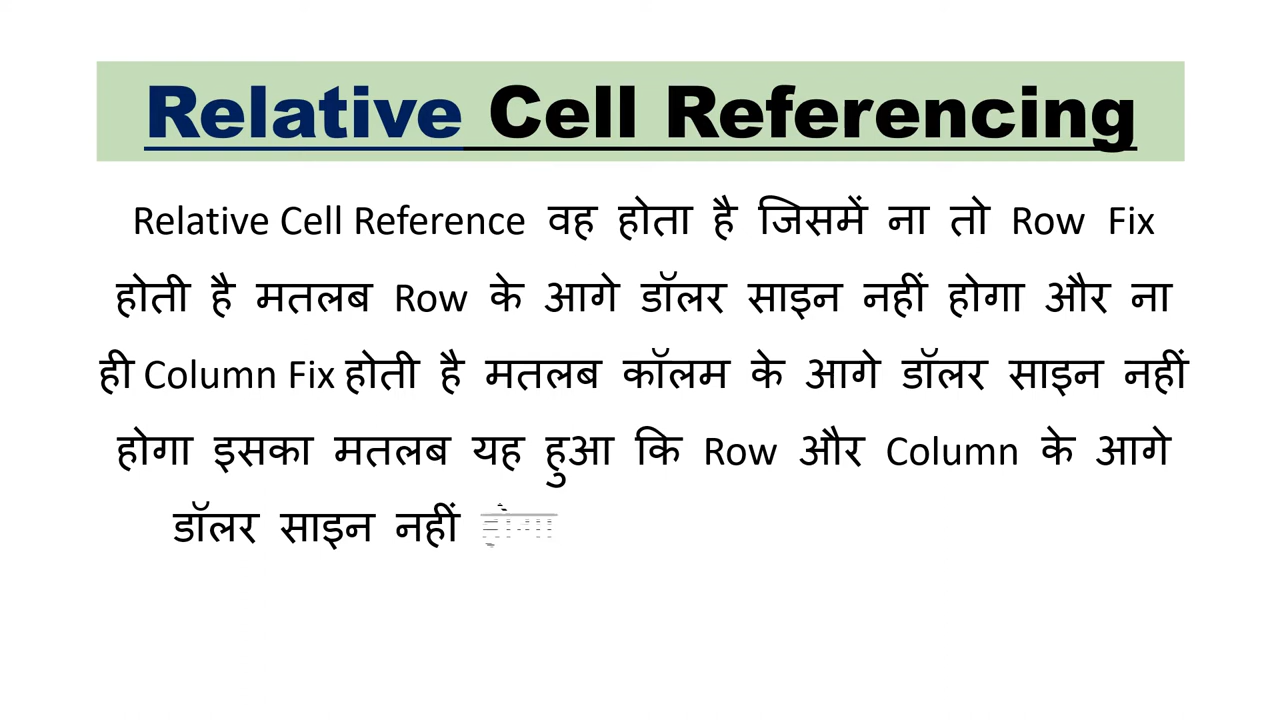 Relative Cell Referencing
Relative Cell Reference वह होता है जिसमें ना तो Row Fix
होती है मतलब Row के आगे डॉलर साइन नहीं होगा और ना
ही Column Fix होती है मतलब कॉलम के आगे डॉलर साइन नहीं
होगा इसका मतलब यह हुआ कि Row और Column के आगे
डॉलर साइन नहीं होगा